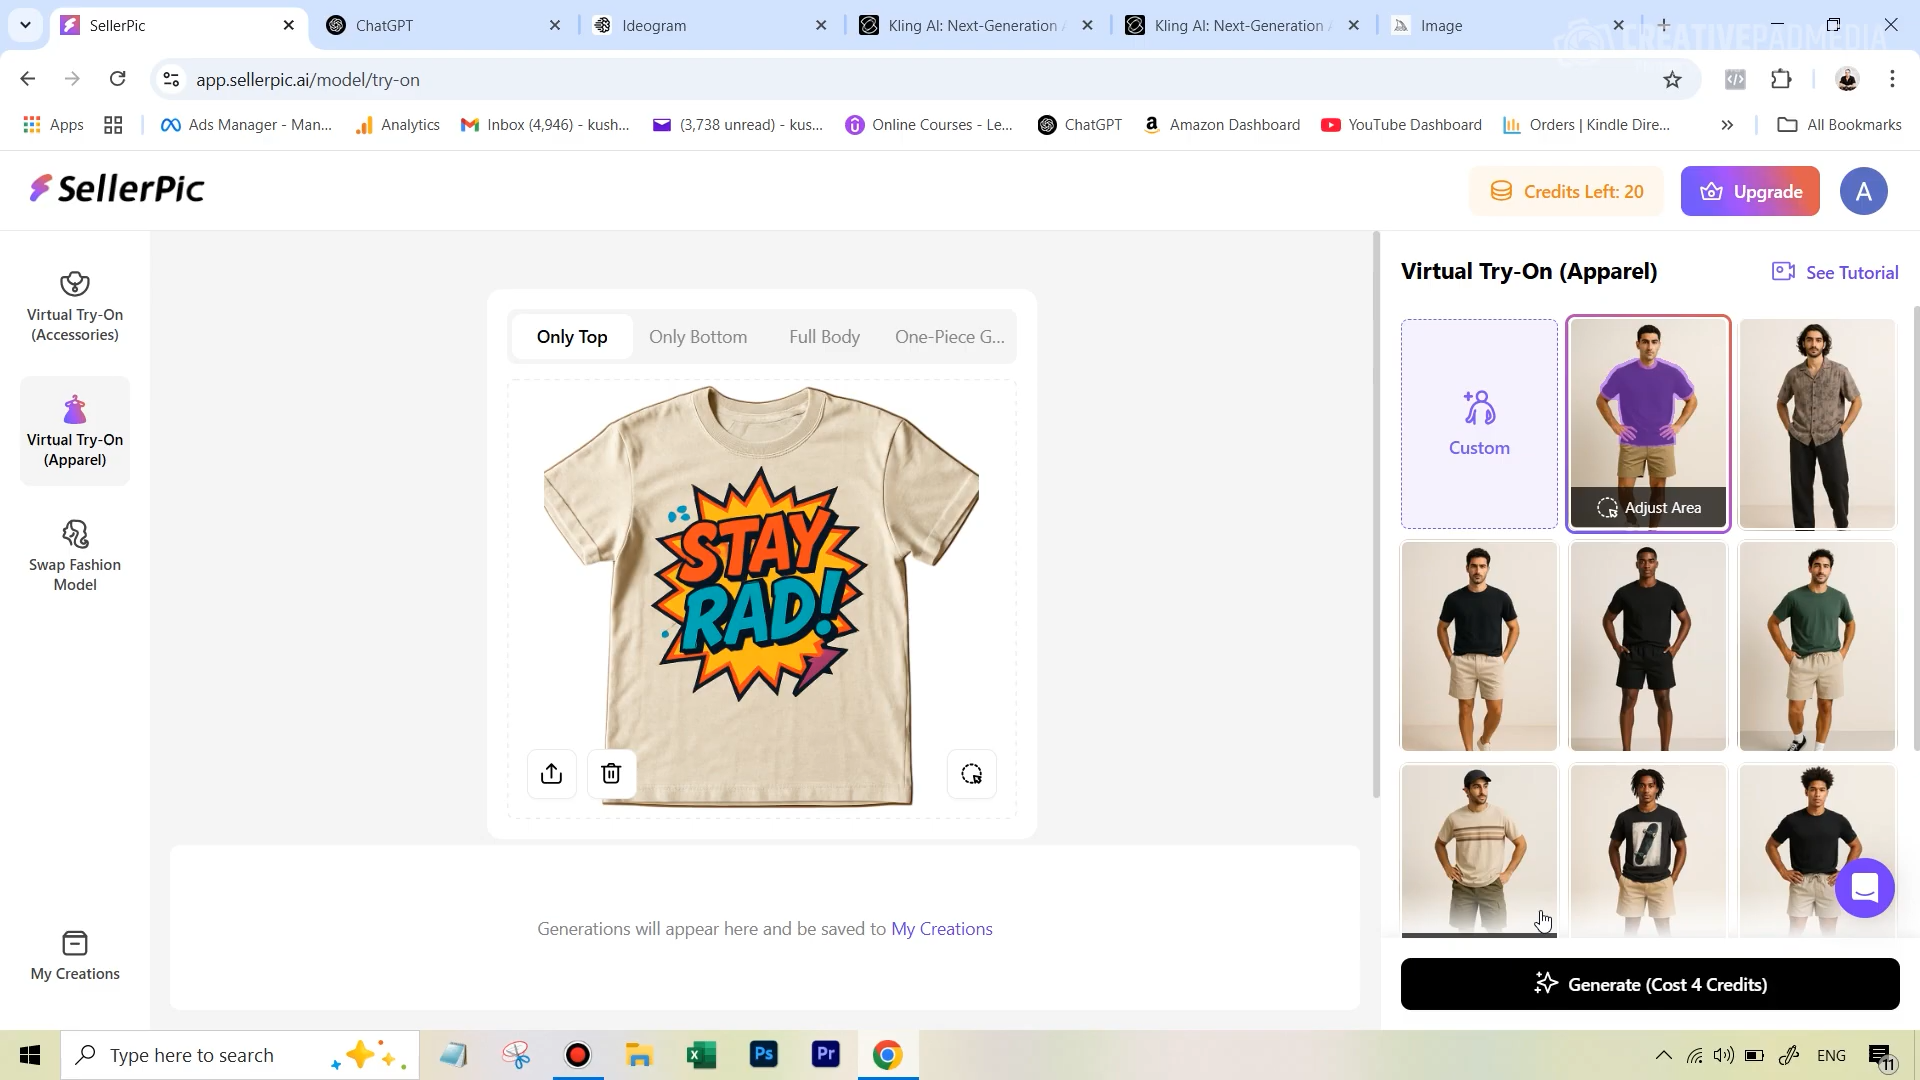 SellerPic
ChatGPT
Ideogram
Kling AI: Next-Generation
Kling AI: Next-Generation
Image
CREATIVEPADMEDIA
app.sellerpic.ai/model/try-on
Apps
Ads Manager - Man...
Analytics
Inbox (4,946) - kush...
(3,738 unread) - kus...
Online Courses - Le...
ChatGPT
Amazon Dashboard
YouTube Dashboard
Orders | Kindle Dire...
All Bookmarks
SellerPic
Credits Left: 20
Upgrade
A
Virtual Try-On
(Accessories)
Virtual Try-On
(Apparel)
Swap Fashion
Model
My Creations
Only Top
Only Bottom
Full Body
One-Piece G...
STAY
RAD!
Generations will appear here and be saved to My Creations
Virtual Try-On (Apparel)
See Tutorial
Custom
Adjust Area
Generate (Cost 4 Credits)
Type here to search
Ps
Pr
ENG
11